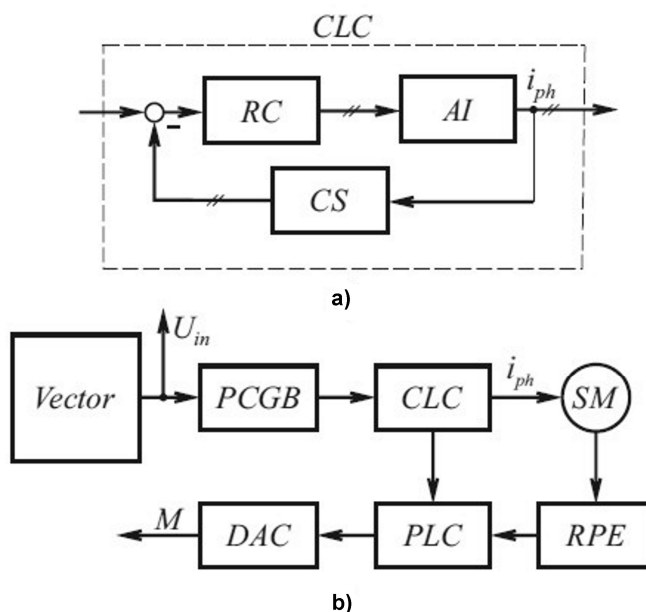 CLC
RC
AI
i_ph
-
CS
a)
Vector
U_in
PCGB
CLC
i_ph
SM
M
DAC
PLC
RPE
b)